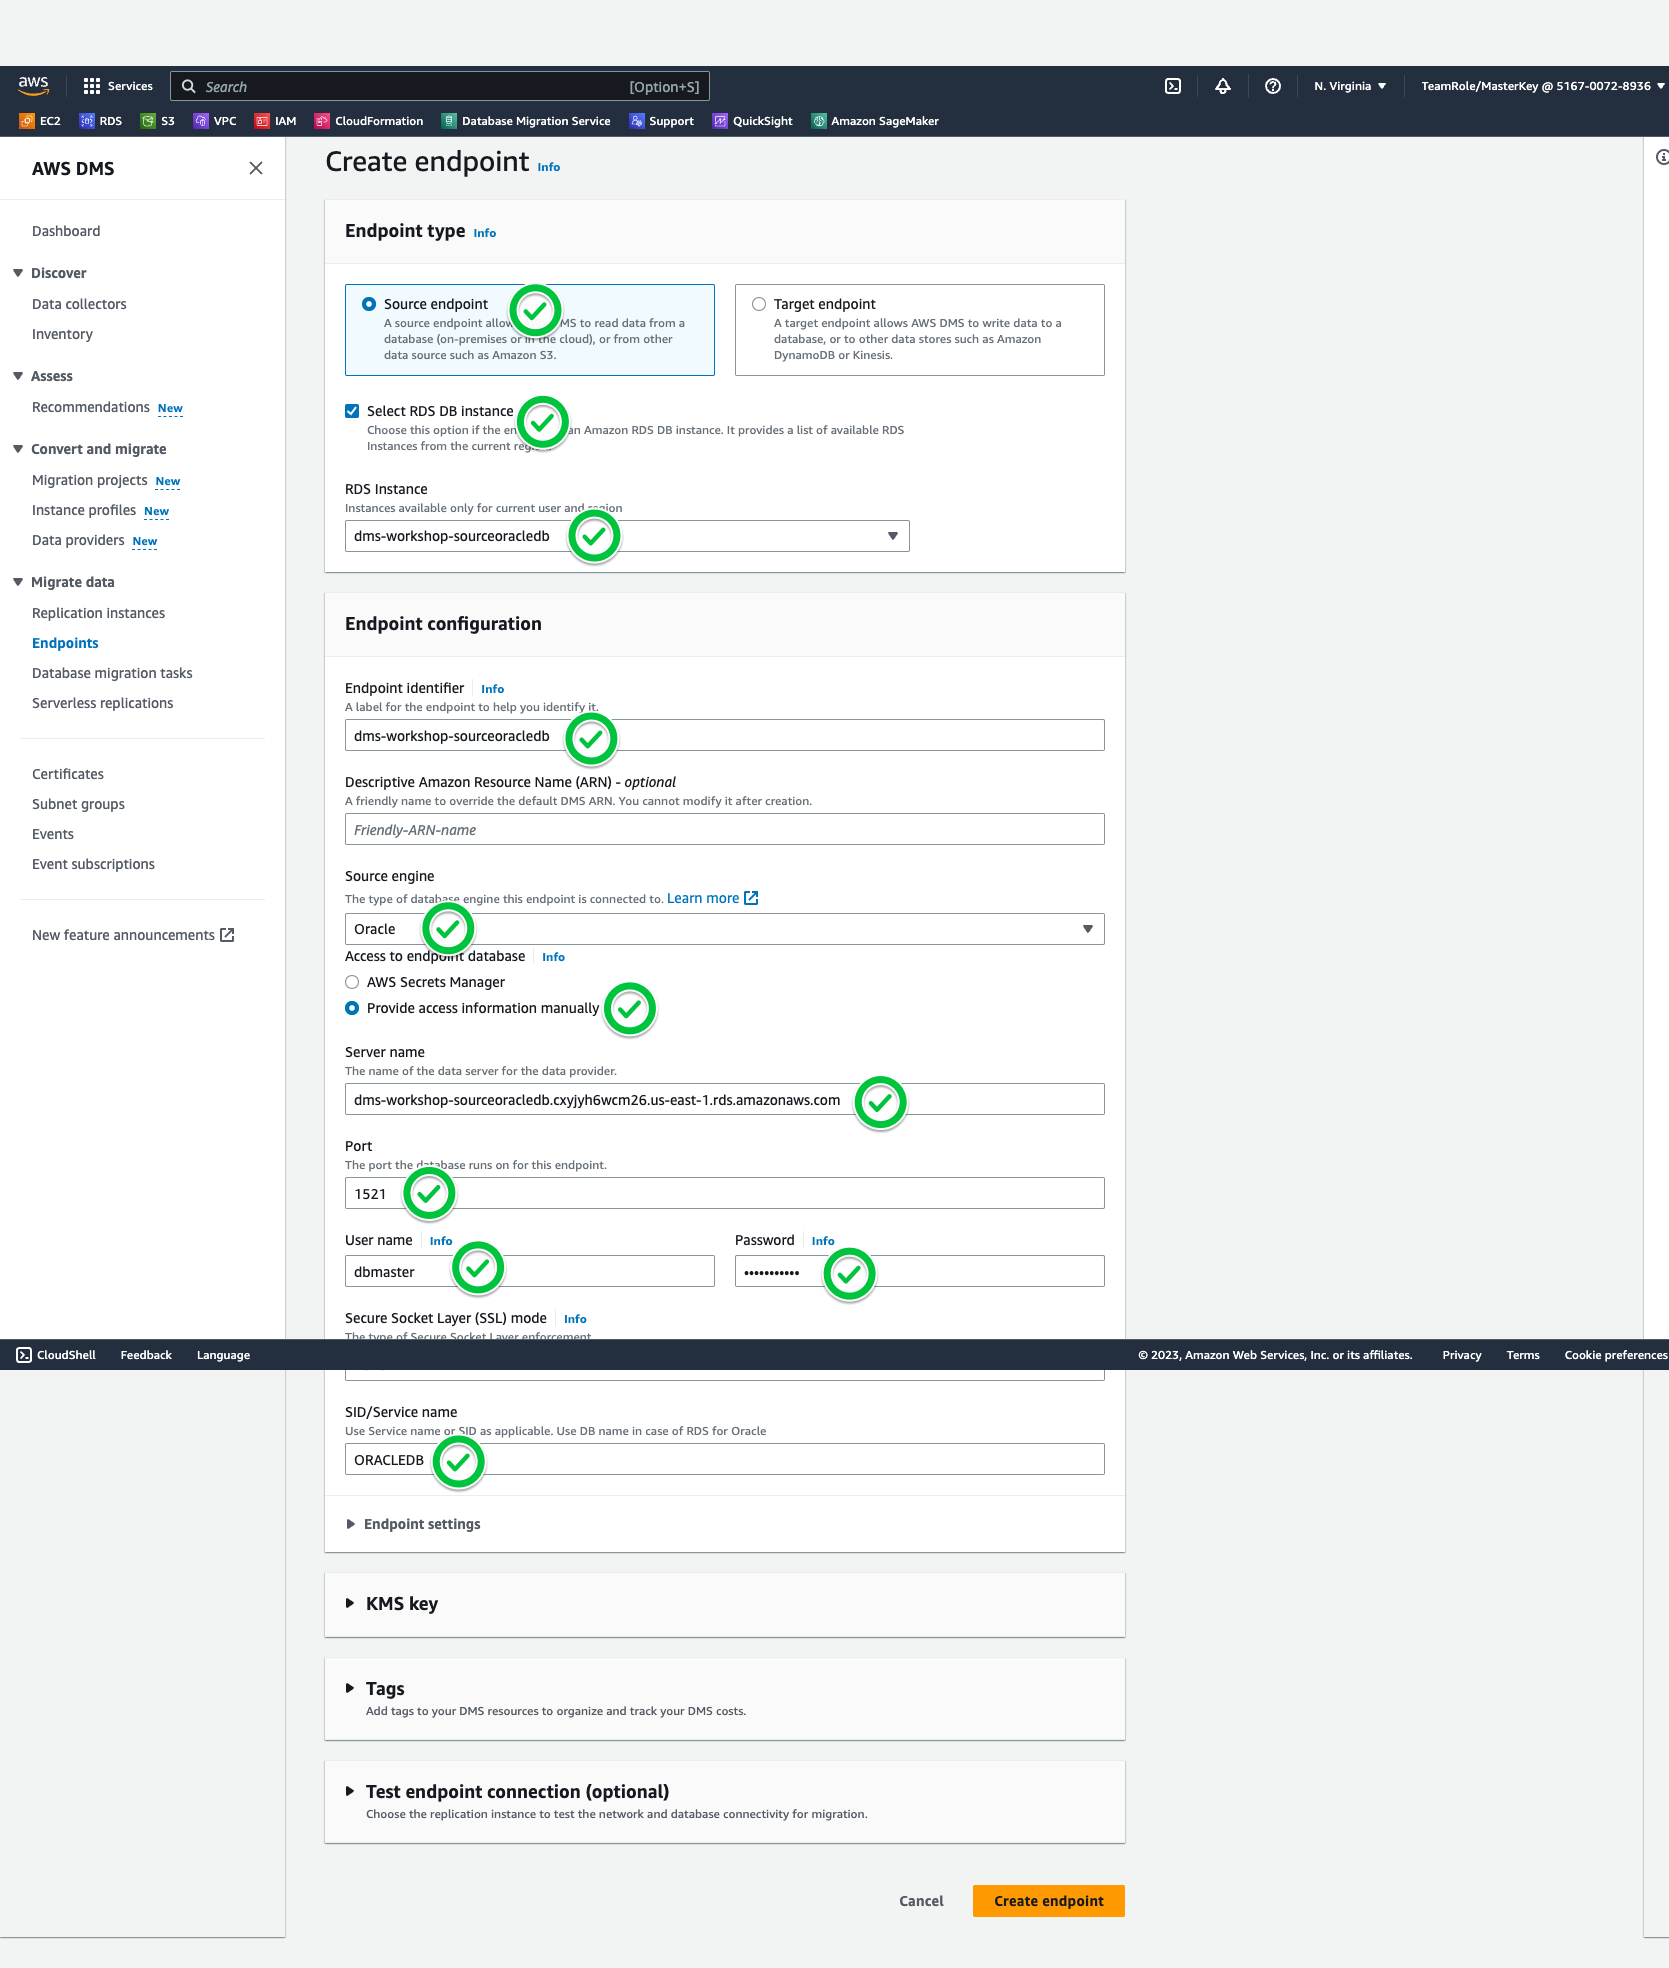 aws
Services
Search
[Option+S]
N. Virginia
TeamRole/MasterKey @ 5167-0072-8936
EC2
RDS
S3
VPC
IAM
CloudFormation
Database Migration Service
Support
QuickSight
Amazon SageMaker
AWS DMS
Dashboard
Discover
Data collectors
Inventory
Assess
Recommendations New
Convert and migrate
Migration projects New
Instance profiles New
Data providers New
Migrate data
Replication instances
Endpoints
Database migration tasks
Serverless replications
Certificates
Subnet groups
Events
Event subscriptions
New feature announcements
Create endpoint Info
Endpoint type Info
Source endpoint
A source endpoint allow MS to read data from a
database (on-premises or in the cloud), or from other
data source such as Amazon S3.
Target endpoint
A target endpoint allows AWS DMS to write data to a
database, or to other data stores such as Amazon
DynamoDB or Kinesis.
Select RDS DB instance
Choose this option if the en an Amazon RDS DB instance. It provides a list of available RDS
Instances from the current reg
RDS Instance
Instances available only for current user and region
dms-workshop-sourceoracledb
Endpoint configuration
Endpoint identifier Info
A label for the endpoint to help you identify it.
dms-workshop-sourceoracledb
Descriptive Amazon Resource Name (ARN) - optional
A friendly name to override the default DMS ARN. You cannot modify it after creation.
Friendly-ARN-name
Source engine
The type of database engine this endpoint is connected to. Learn more
Oracle
Access to endpoint database Info
AWS Secrets Manager
Provide access information manually
Server name
The name of the data server for the data provider.
dms-workshop-sourceoracledb.cxyjyh6wcm26.us-east-1.rds.amazonaws.com
Port
The port the database runs on for this endpoint.
1521
User name Info
dbmaster
Password Info
•••••••••••
Secure Socket Layer (SSL) mode Info
The type of Secure Socket Layer enforcement
CloudShell
Feedback
Language
© 2023, Amazon Web Services, Inc. or its affiliates.
Privacy
Terms
Cookie preferences
SID/Service name
Use Service name or SID as applicable. Use DB name in case of RDS for Oracle
ORACLEDB
Endpoint settings
KMS key
Tags
Add tags to your DMS resources to organize and track your DMS costs.
Test endpoint connection (optional)
Choose the replication instance to test the network and database connectivity for migration.
Cancel
Create endpoint